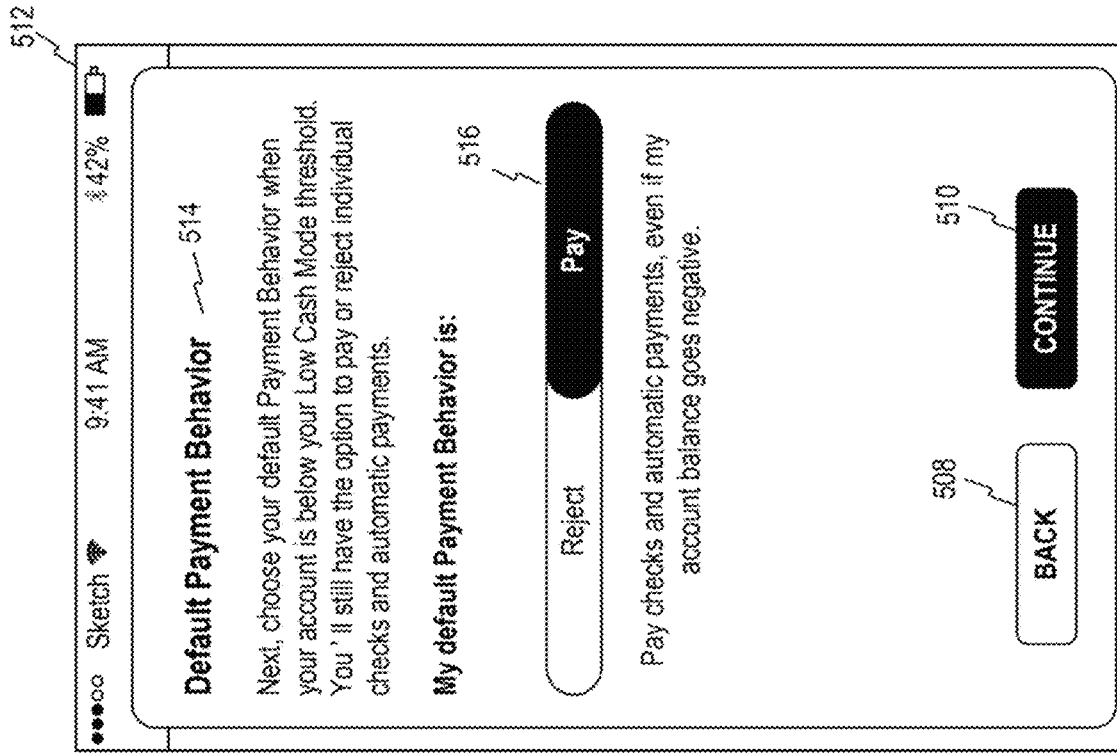 512
●●●○○ Sketch 9:41 AM 42%
Default Payment Behavior 514
Next, choose your default Payment Behavior when
your account is below your Low Cash Mode threshold.
You'll still have the option to pay or reject individual
checks and automatic payments.
My default Payment Behavior is:
516
Reject Pay
Pay checks and automatic payments, even if my
account balance goes negative.
508 510
BACK CONTINUE